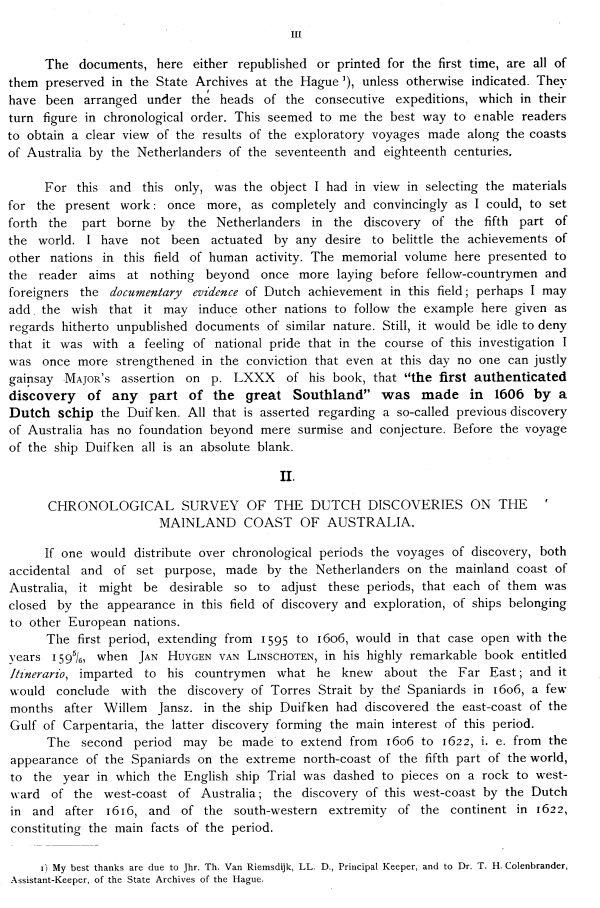 III
The documents, here either republished or printed for the first time, are all of
them preserved in the State Archives at the Hague ¹), unless otherwise indicated. They
have been arranged under the heads of the consecutive expeditions, which in their
turn figure in chronological order. This seemed to me the best way to enable readers
to obtain a clear view of the results of the exploratory voyages made along the coasts
of Australia by the Netherlanders of the seventeenth and eighteenth centuries.
For this and this only, was the object I had in view in selecting the materials
for the present work: once more, as completely and convincingly as I could, to set
forth the part borne by the Netherlanders in the discovery of the fifth part of
the world. I have not been actuated by any desire to belittle the achievements of
other nations in this field of human activity. The memorial volume here presented to
the reader aims at nothing beyond once more laying before fellow-countrymen and
foreigners the documentary evidence of Dutch achievement in this field; perhaps I may
add the wish that it may induce other nations to follow the example here given as
regards hitherto unpublished documents of similar nature. Still, it would be idle to deny
that it was with a feeling of national pride that in the course of this investigation I
was once more strengthened in the conviction that even at this day no one can justly
gainsay MAJOR's assertion on p. LXXX of his book, that "the first authenticated
discovery of any part of the great Southland" was made in 1606 by a
Dutch schip the Duifken. All that is asserted regarding a so-called previous discovery
of Australia has no foundation beyond mere surmise and conjecture. Before the voyage
of the ship Duifken all is an absolute blank.
II.
CHRONOLOGICAL SURVEY OF THE DUTCH DISCOVERIES ON THE
MAINLAND COAST OF AUSTRALIA.
If one would distribute over chronological periods the voyages of discovery, both
accidental and of set purpose, made by the Netherlanders on the mainland coast of
Australia, it might be desirable so to adjust these periods, that each of them was
closed by the appearance in this field of discovery and exploration, of ships belonging
to other European nations.
The first period, extending from 1595 to 1606, would in that case open with the
years 159⁵/₆, when JAN HUYGEN VAN LINSCHOTEN, in his highly remarkable book entitled
Itinerario, imparted to his countrymen what he knew about the Far East; and it
would conclude with the discovery of Torres Strait by the Spaniards in 1606, a few
months after Willem Jansz. in the ship Duifken had discovered the east-coast of the
Gulf of Carpentaria, the latter discovery forming the main interest of this period.
The second period may be made to extend from 1606 to 1622, i. e. from the
appearance of the Spaniards on the extreme north-coast of the fifth part of the world,
to the year in which the English ship Trial was dashed to pieces on a rock to west-
ward of the west-coast of Australia; the discovery of this west-coast by the Dutch
in and after 1616, and of the south-western extremity of the continent in 1622,
constituting the main facts of the period.
1) My best thanks are due to Jhr. Th. Van Riemsdijk, LL. D., Principal Keeper, and to Dr. T. H. Colenbrander,
Assistant-Keeper, of the State Archives of the Hague.